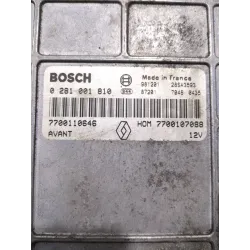 BOSCH
Made in France
0 281 001 810
7700110646
HOM 7700107088
AVANT
12V